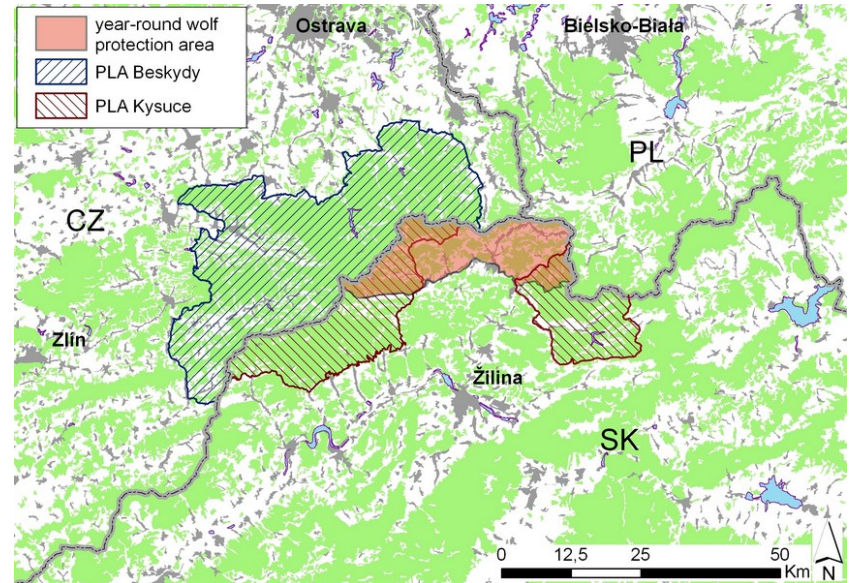 year-round wolf
protection area
PLA Beskydy
PLA Kysuce
Ostrava
Bielsko-Biała
PL
CZ
Zlín
Žilina
SK
0 12,5 25 50
Km
N